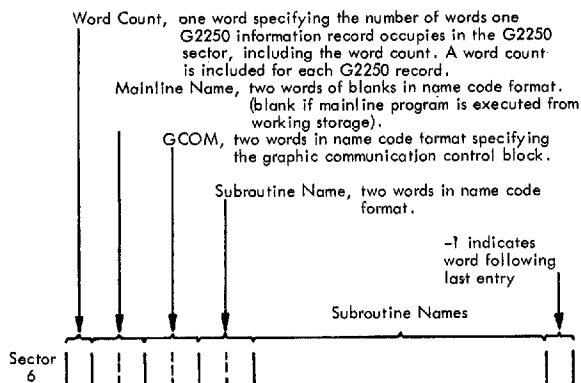 Word Count, one word specifying the number of words one
G2250 information record occupies in the G2250
sector, including the word count. A word count
is included for each G2250 record.
Mainline Name, two words of blanks in name code format.
(blank if mainline program is executed from
working storage).
GCOM, two words in name code format specifying
the graphic communication control block.
Subroutine Name, two words in name code
format.
-1 indicates
word following
last entry
Subroutine Names
Sector
6